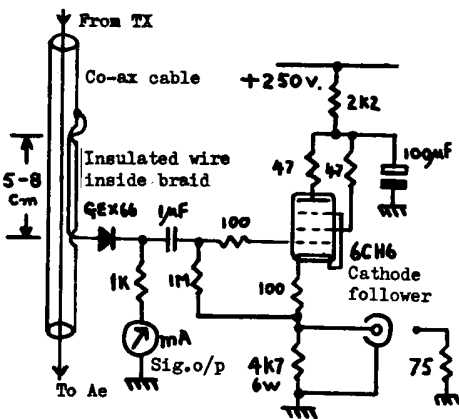 From TX
Co-ax cable
+250v.
2K2
100µF
47
47
5-8
cm
Insulated wire
inside braid
GEX66
1µF
100
6CH6
Cathode
follower
1K
1M
100
mA
Sig.o/p
4K7
6W
75
To Ae